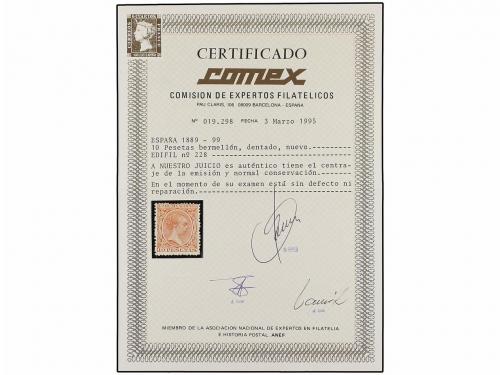 CERTIFICADO
comex
COMISION DE EXPERTOS FILATELICOS
PAU CLARIS, 106 08009 BARCELONA - ESPAÑA
Nº 019.298 FECHA 3 Marzo 1995
ESPAÑA 1889 - 99
10 Pesetas bermellón, dentado, nuevo.
EDIFIL nº 228
A NUESTRO JUICIO es auténtico tiene el centra-
je de la emisión y normal conservación.
En el momento de su examen está sin defecto ni
reparación.
10 PESETAS
MIEMBRO DE LA ASOCIACION NACIONAL DE EXPERTOS EN FILATELIA
E HISTORIA POSTAL ANEF